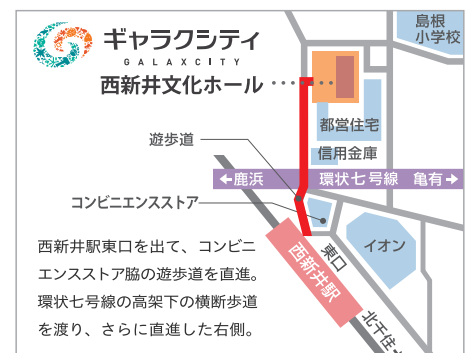 島根
小学校
ギャラクシティ
GALAXCITY
西新井文化ホール
都営住宅
遊歩道
信用金庫
←鹿浜 環状七号線 亀有→
コンビニエンスストア
西新井駅東口を出て、コンビニ
エンスストア脇の遊歩道を直進。
環状七号線の高架下の横断歩道
を渡り、さらに直進した右側。
東口
イオン
西新井駅
北千住